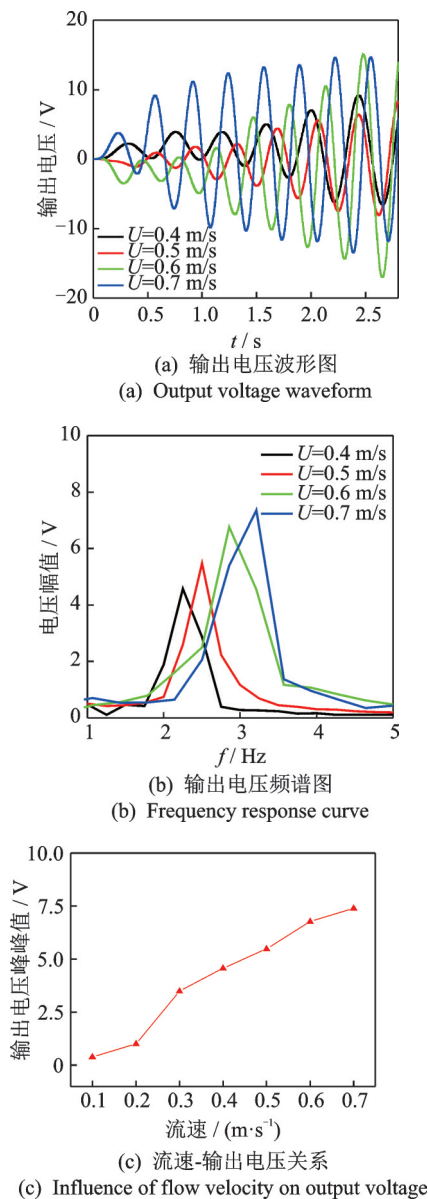 20
10
0
−10
−20
输出电压 / V
U=0.4 m/s
U=0.5 m/s
U=0.6 m/s
U=0.7 m/s
0 0.5 1.0 1.5 2.0 2.5
t / s
(a) 输出电压波形图
(a) Output voltage waveform
10
8
6
4
2
0
电压幅值 / V
U=0.4 m/s
U=0.5 m/s
U=0.6 m/s
U=0.7 m/s
1 2 3 4 5
f / Hz
(b) 输出电压频谱图
(b) Frequency response curve
10.0
7.5
5.0
2.5
0
输出电压峰峰值 / V
0.1 0.2 0.3 0.4 0.5 0.6 0.7
流速 / (m·s⁻¹)
(c) 流速-输出电压关系
(c) Influence of flow velocity on output voltage